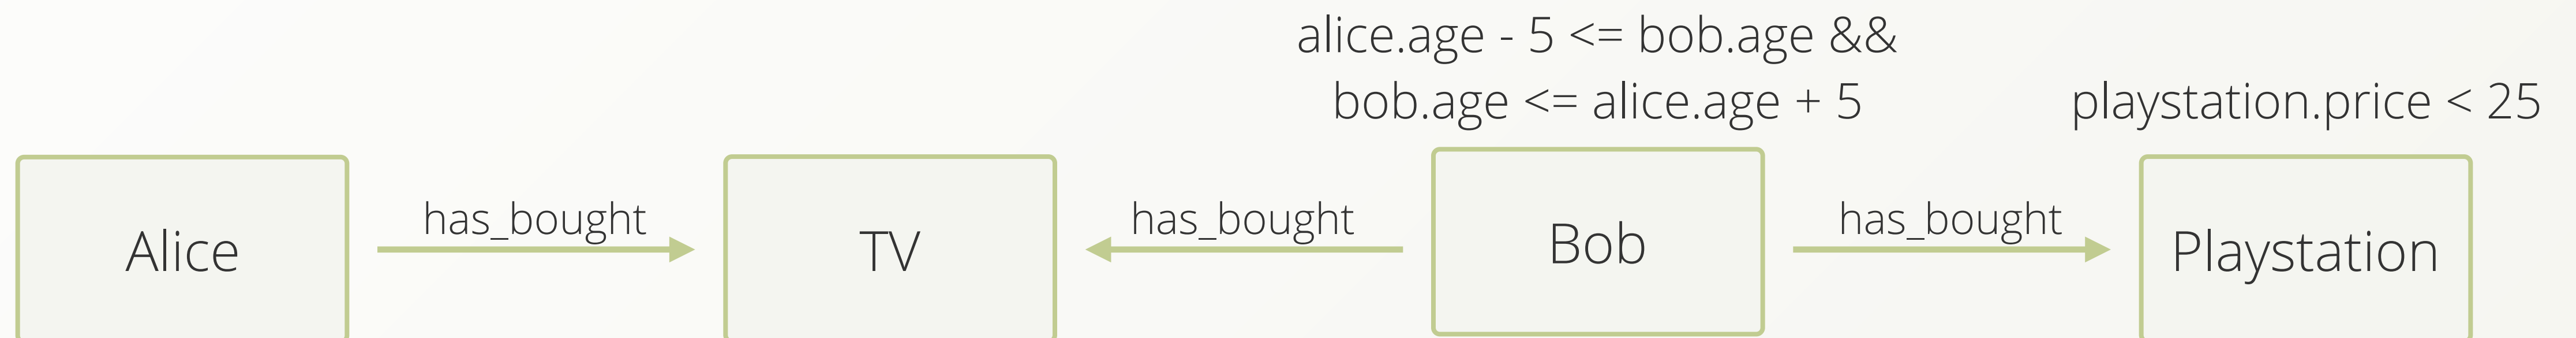 alice.age - 5 <= bob.age &&
bob.age <= alice.age + 5
playstation.price < 25
Alice
has_bought
TV
has_bought
Bob
has_bought
Playstation